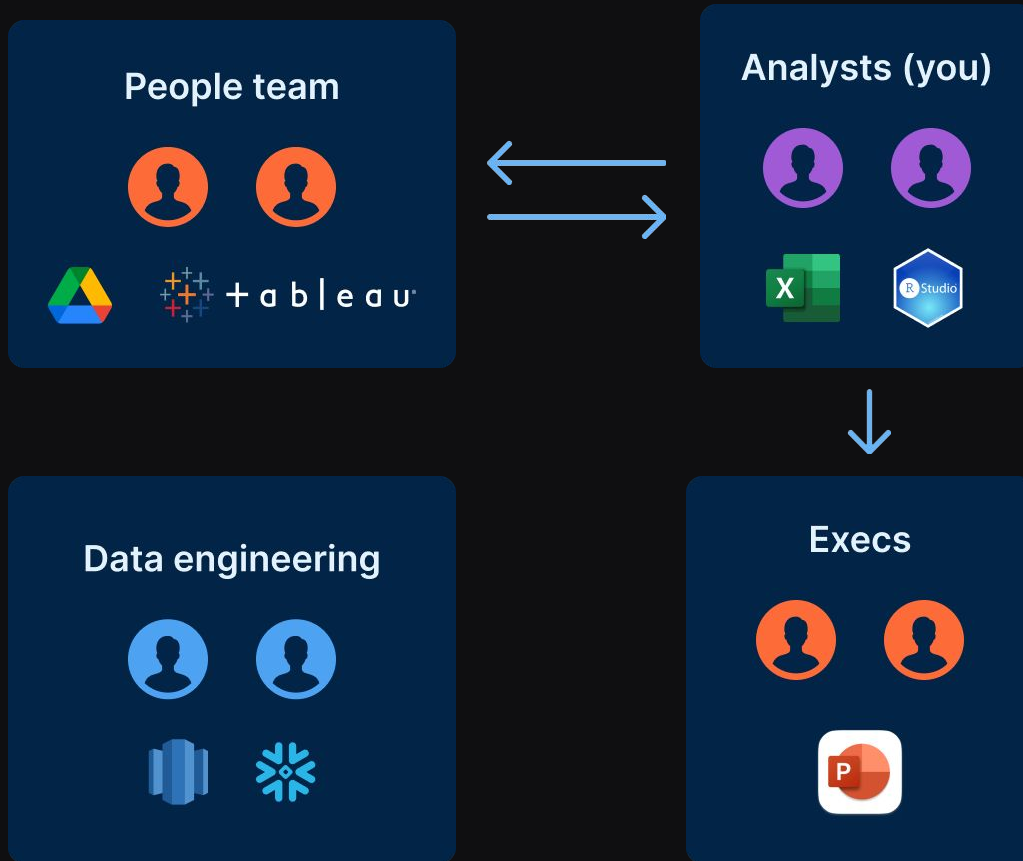 People team
Analysts (you)
+ a b l e a u
X
R Studio
Data engineering
Execs
P